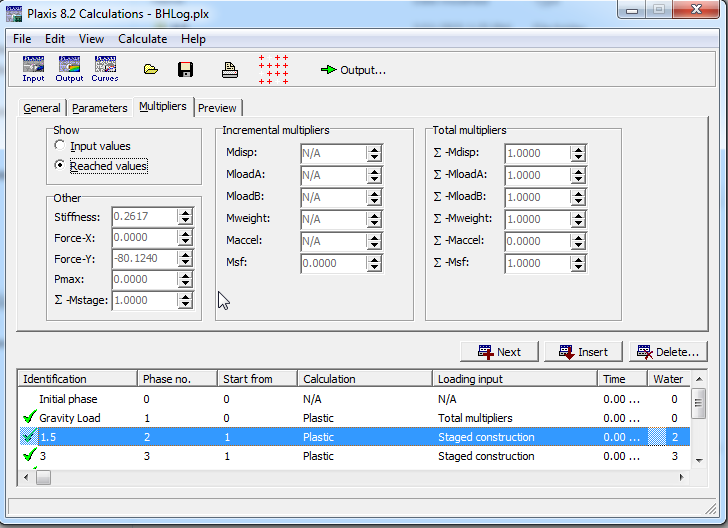 Plaxis 8.2 Calculations - BHLog.plx
File Edit View Calculate Help
Input Output Curves Output...
General Parameters Multipliers Preview
Show
Input values
Reached values
Other
Stiffness: 0.2617
Force-X: 0.0000
Force-Y: -80.1240
Pmax: 0.0000
Σ -Mstage: 1.0000
Incremental multipliers
Mdisp: N/A
MloadA: N/A
MloadB: N/A
Mweight: N/A
Maccel: N/A
Msf: 0.0000
Total multipliers
Σ -Mdisp: 1.0000
Σ -MloadA: 1.0000
Σ -MloadB: 1.0000
Σ -Mweight: 1.0000
Σ -Maccel: 0.0000
Σ -Msf: 1.0000
Next Insert Delete...
Identification Phase no. Start from Calculation Loading input Time Water
Initial phase 0 0 N/A N/A 0.00 ... 0
Gravity Load 1 0 Plastic Total multipliers 0.00 ... 0
1.5 2 1 Plastic Staged construction 0.00 ... 2
3 3 1 Plastic Staged construction 0.00 ... 3